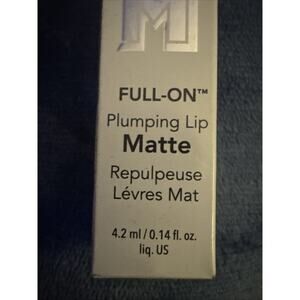 M
FULL-ON™
Plumping Lip
Matte
Repulpeuse
Lévres Mat
4.2 ml / 0.14 fl. oz.
liq. US